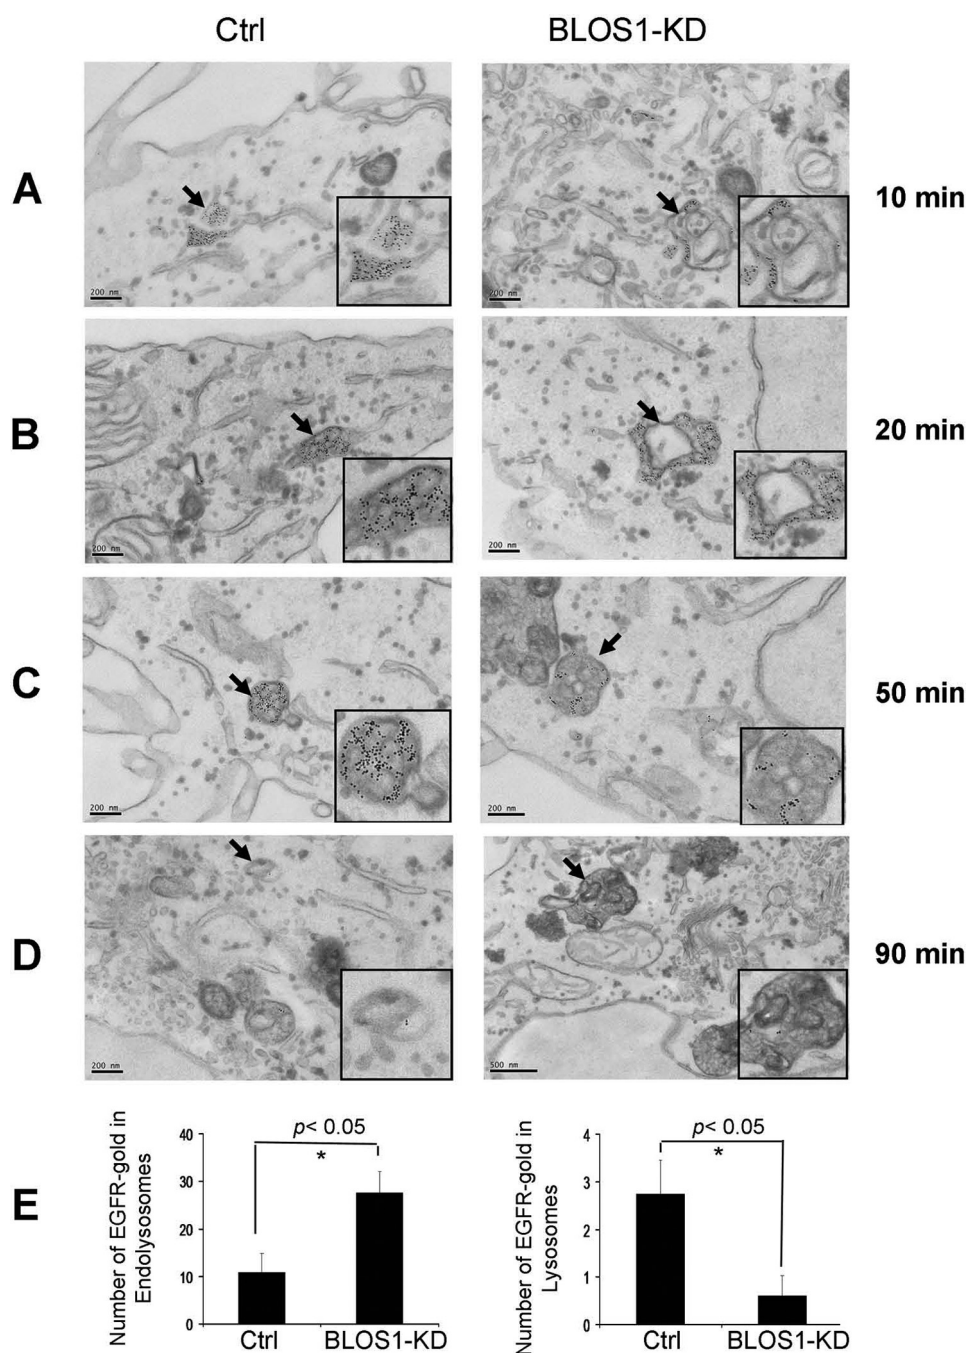 Ctrl BLOS1-KD
A 10 min
200 nm 200 nm
B 20 min
200 nm 200 nm
C 50 min
200 nm 200 nm
D 90 min
200 nm 500 nm
E
Number of EGFR-gold in
Endolysosomes
40
30
20
10
0
p< 0.05
*
Ctrl BLOS1-KD
Number of EGFR-gold in
Lysosomes
4
3
2
1
0
p< 0.05
*
Ctrl BLOS1-KD